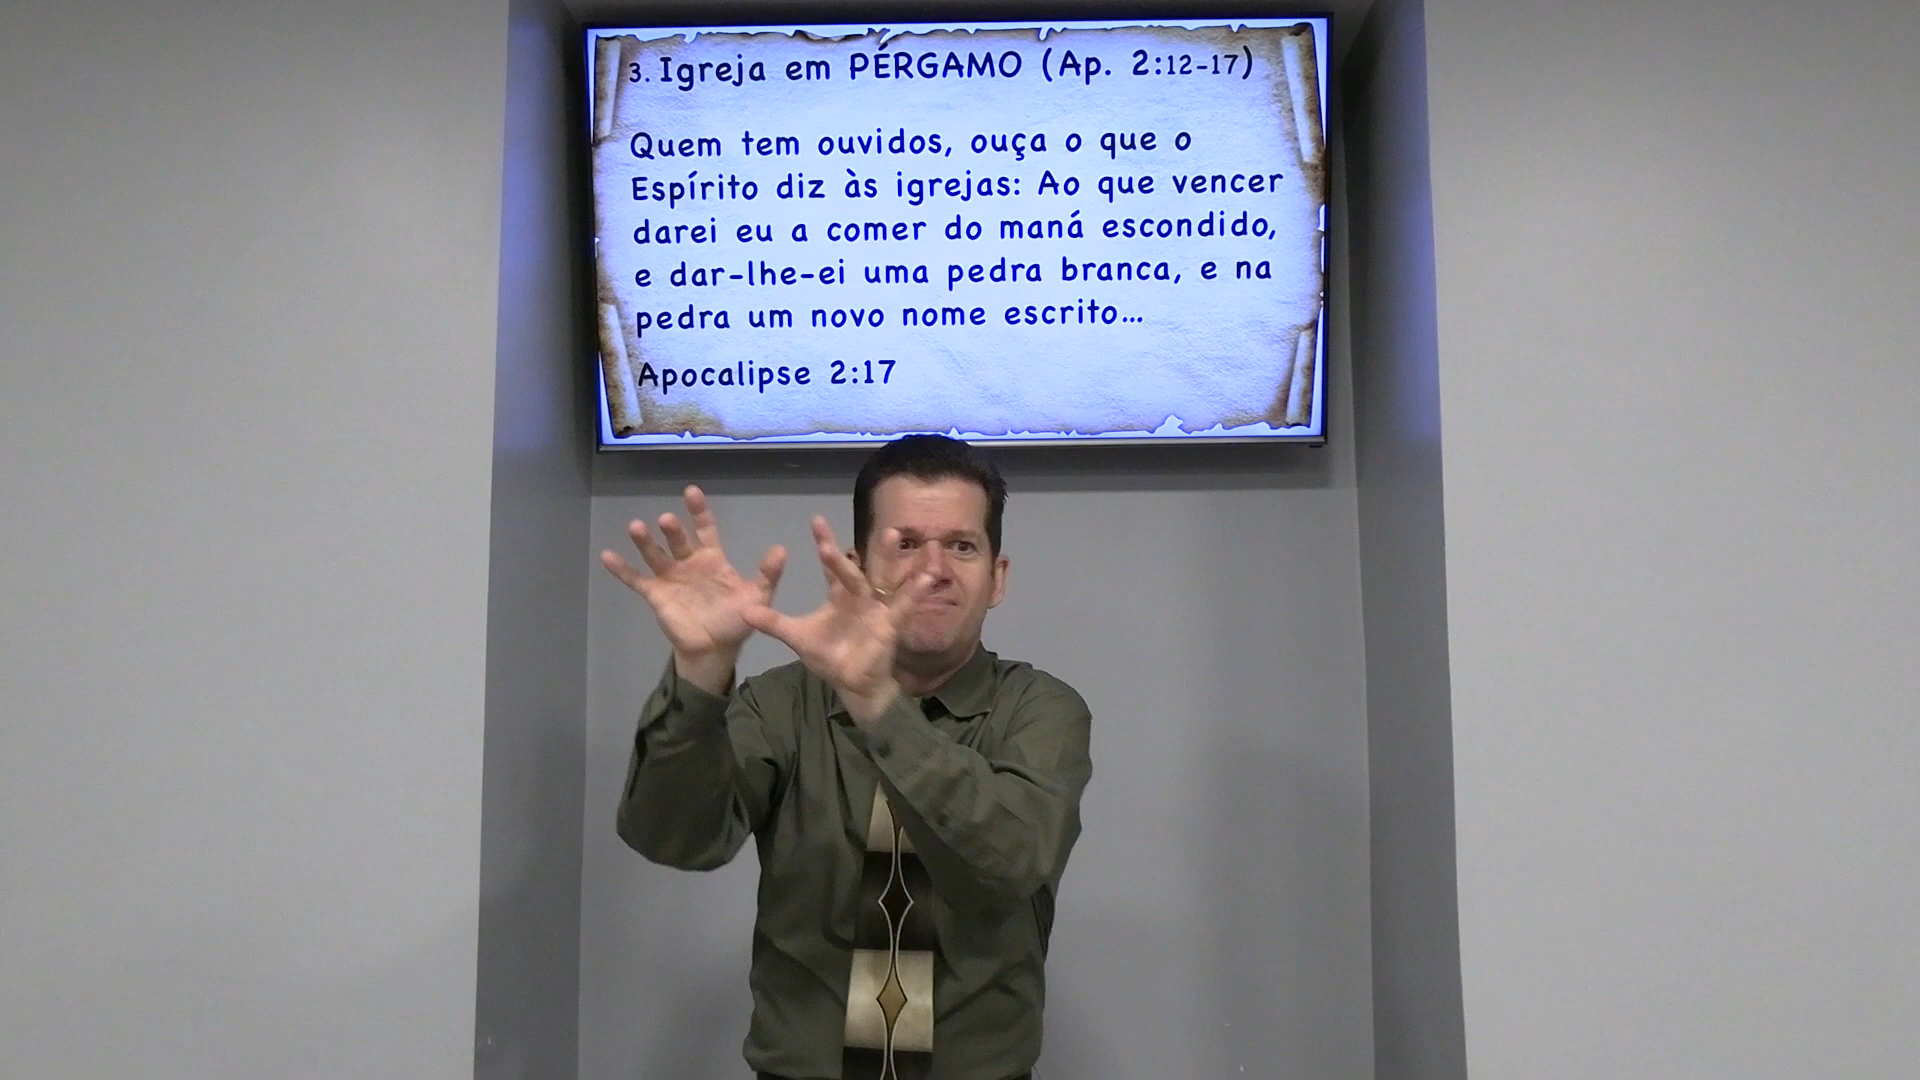 3. Igreja em PÉRGAMO (Ap. 2:12-17)
Quem tem ouvidos, ouça o que o
Espírito diz às igrejas: Ao que vencer
darei eu a comer do maná escondido,
e dar-lhe-ei uma pedra branca, e na
pedra um novo nome escrito...
Apocalipse 2:17